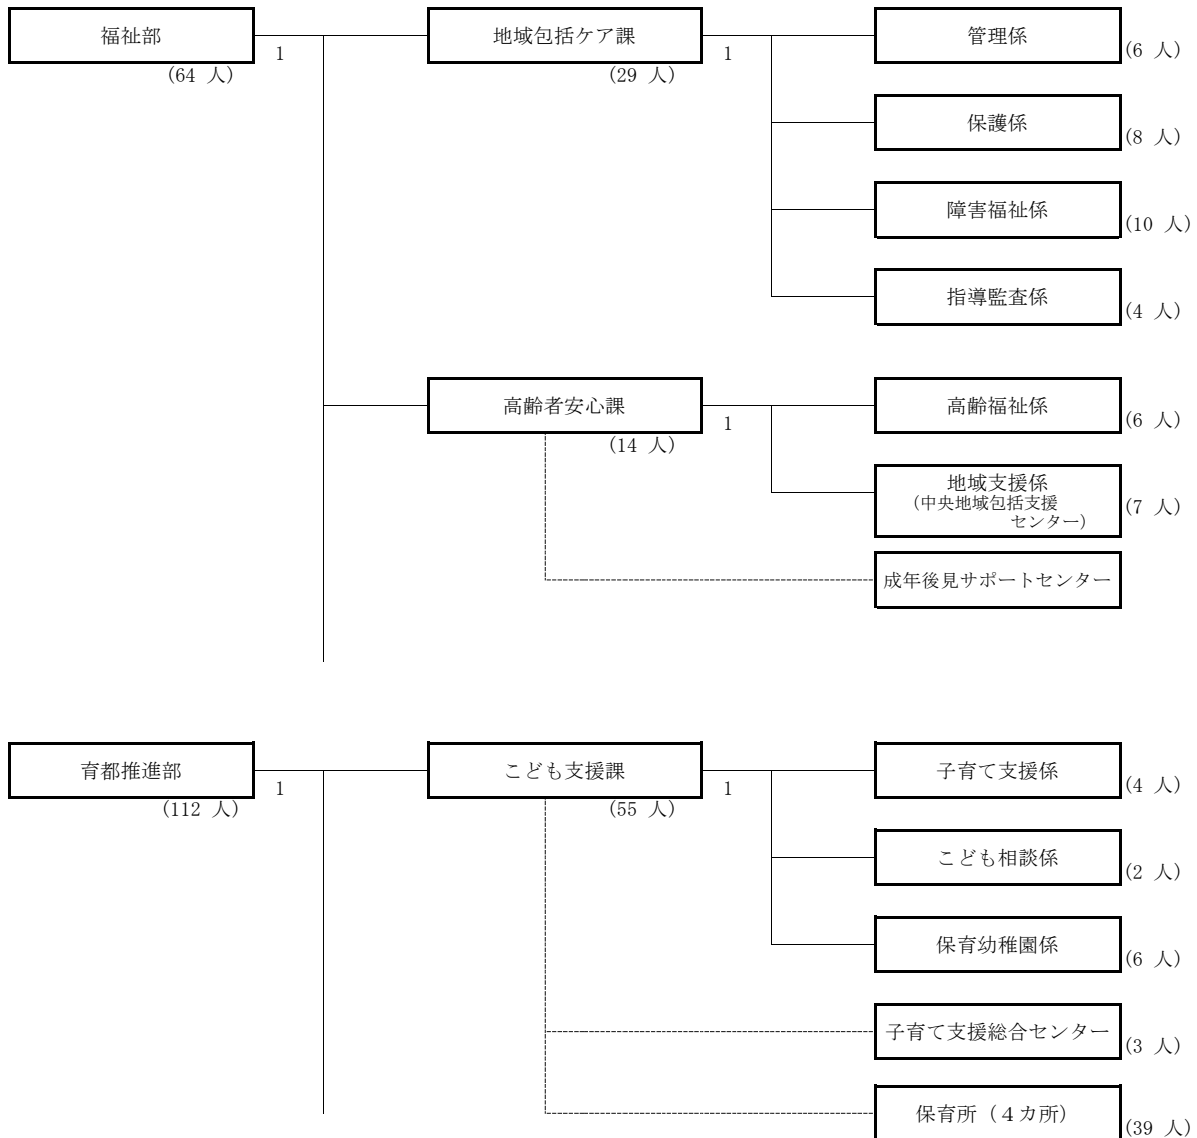 福祉部
1
(64 人)
地域包括ケア課
1
(29 人)
管理係
(6 人)
保護係
(8 人)
障害福祉係
(10 人)
指導監査係
(4 人)
高齢者安心課
1
(14 人)
高齢福祉係
(6 人)
地域支援係
(中央地域包括支援
センター)
(7 人)
成年後見サポートセンター
育都推進部
1
(112 人)
こども支援課
1
(55 人)
子育て支援係
(4 人)
こども相談係
(2 人)
保育幼稚園係
(6 人)
子育て支援総合センター
(3 人)
保育所（４カ所）
(39 人)